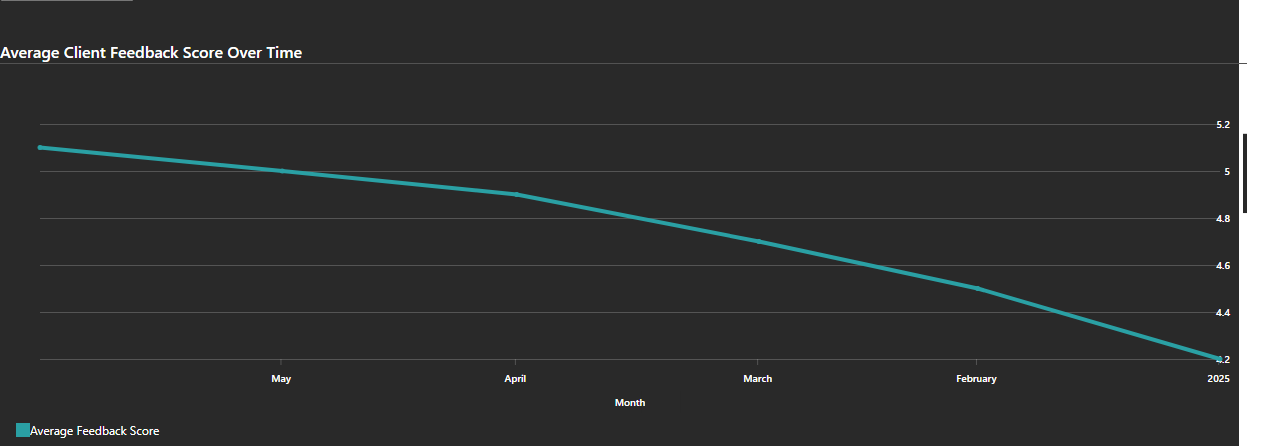 Average Client Feedback Score Over Time
5.2
5
4.8
4.6
4.4
4.2
May April March February 2025
Month
Average Feedback Score